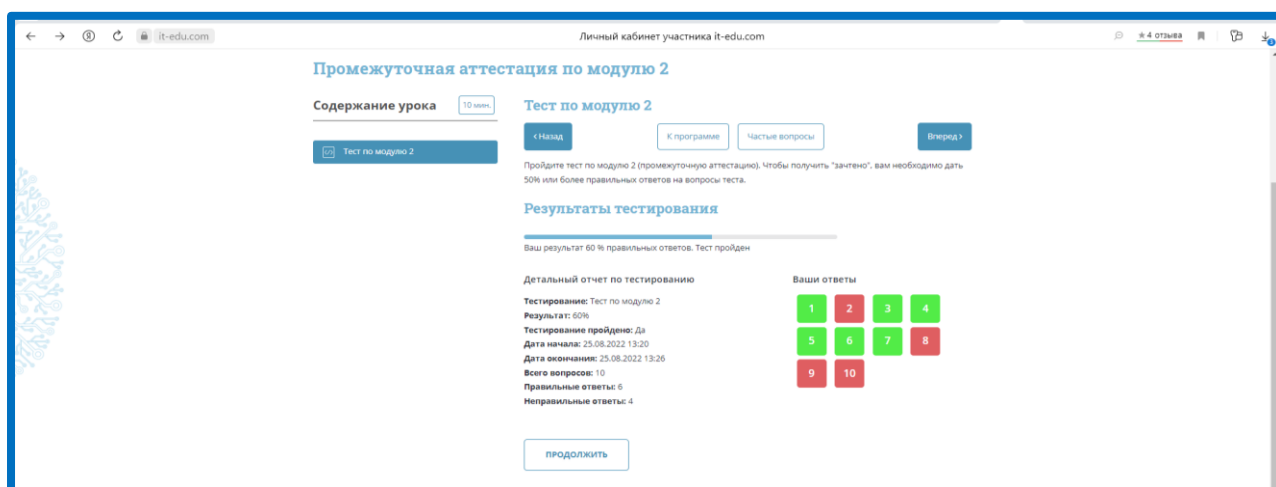 it-edu.com
Личный кабинет участника it-edu.com
4 отзыва
Промежуточная аттестация по модулю 2
Содержание урока
10 мин.
Тест по модулю 2
Тест по модулю 2
‹ Назад
К программе
Частые вопросы
Вперед ›
Пройдите тест по модулю 2 (промежуточную аттестацию). Чтобы получить "зачтено", вам необходимо дать
50% или более правильных ответов на вопросы теста.
Результаты тестирования
Ваш результат 60 % правильных ответов. Тест пройден
Детальный отчет по тестированию
Тестирование: Тест по модулю 2
Результат: 60%
Тестирование пройдено: Да
Дата начала: 25.08.2022 13:20
Дата окончания: 25.08.2022 13:26
Всего вопросов: 10
Правильные ответы: 6
Неправильные ответы: 4
Ваши ответы
1 2 3 4
5 6 7 8
9 10
ПРОДОЛЖИТЬ